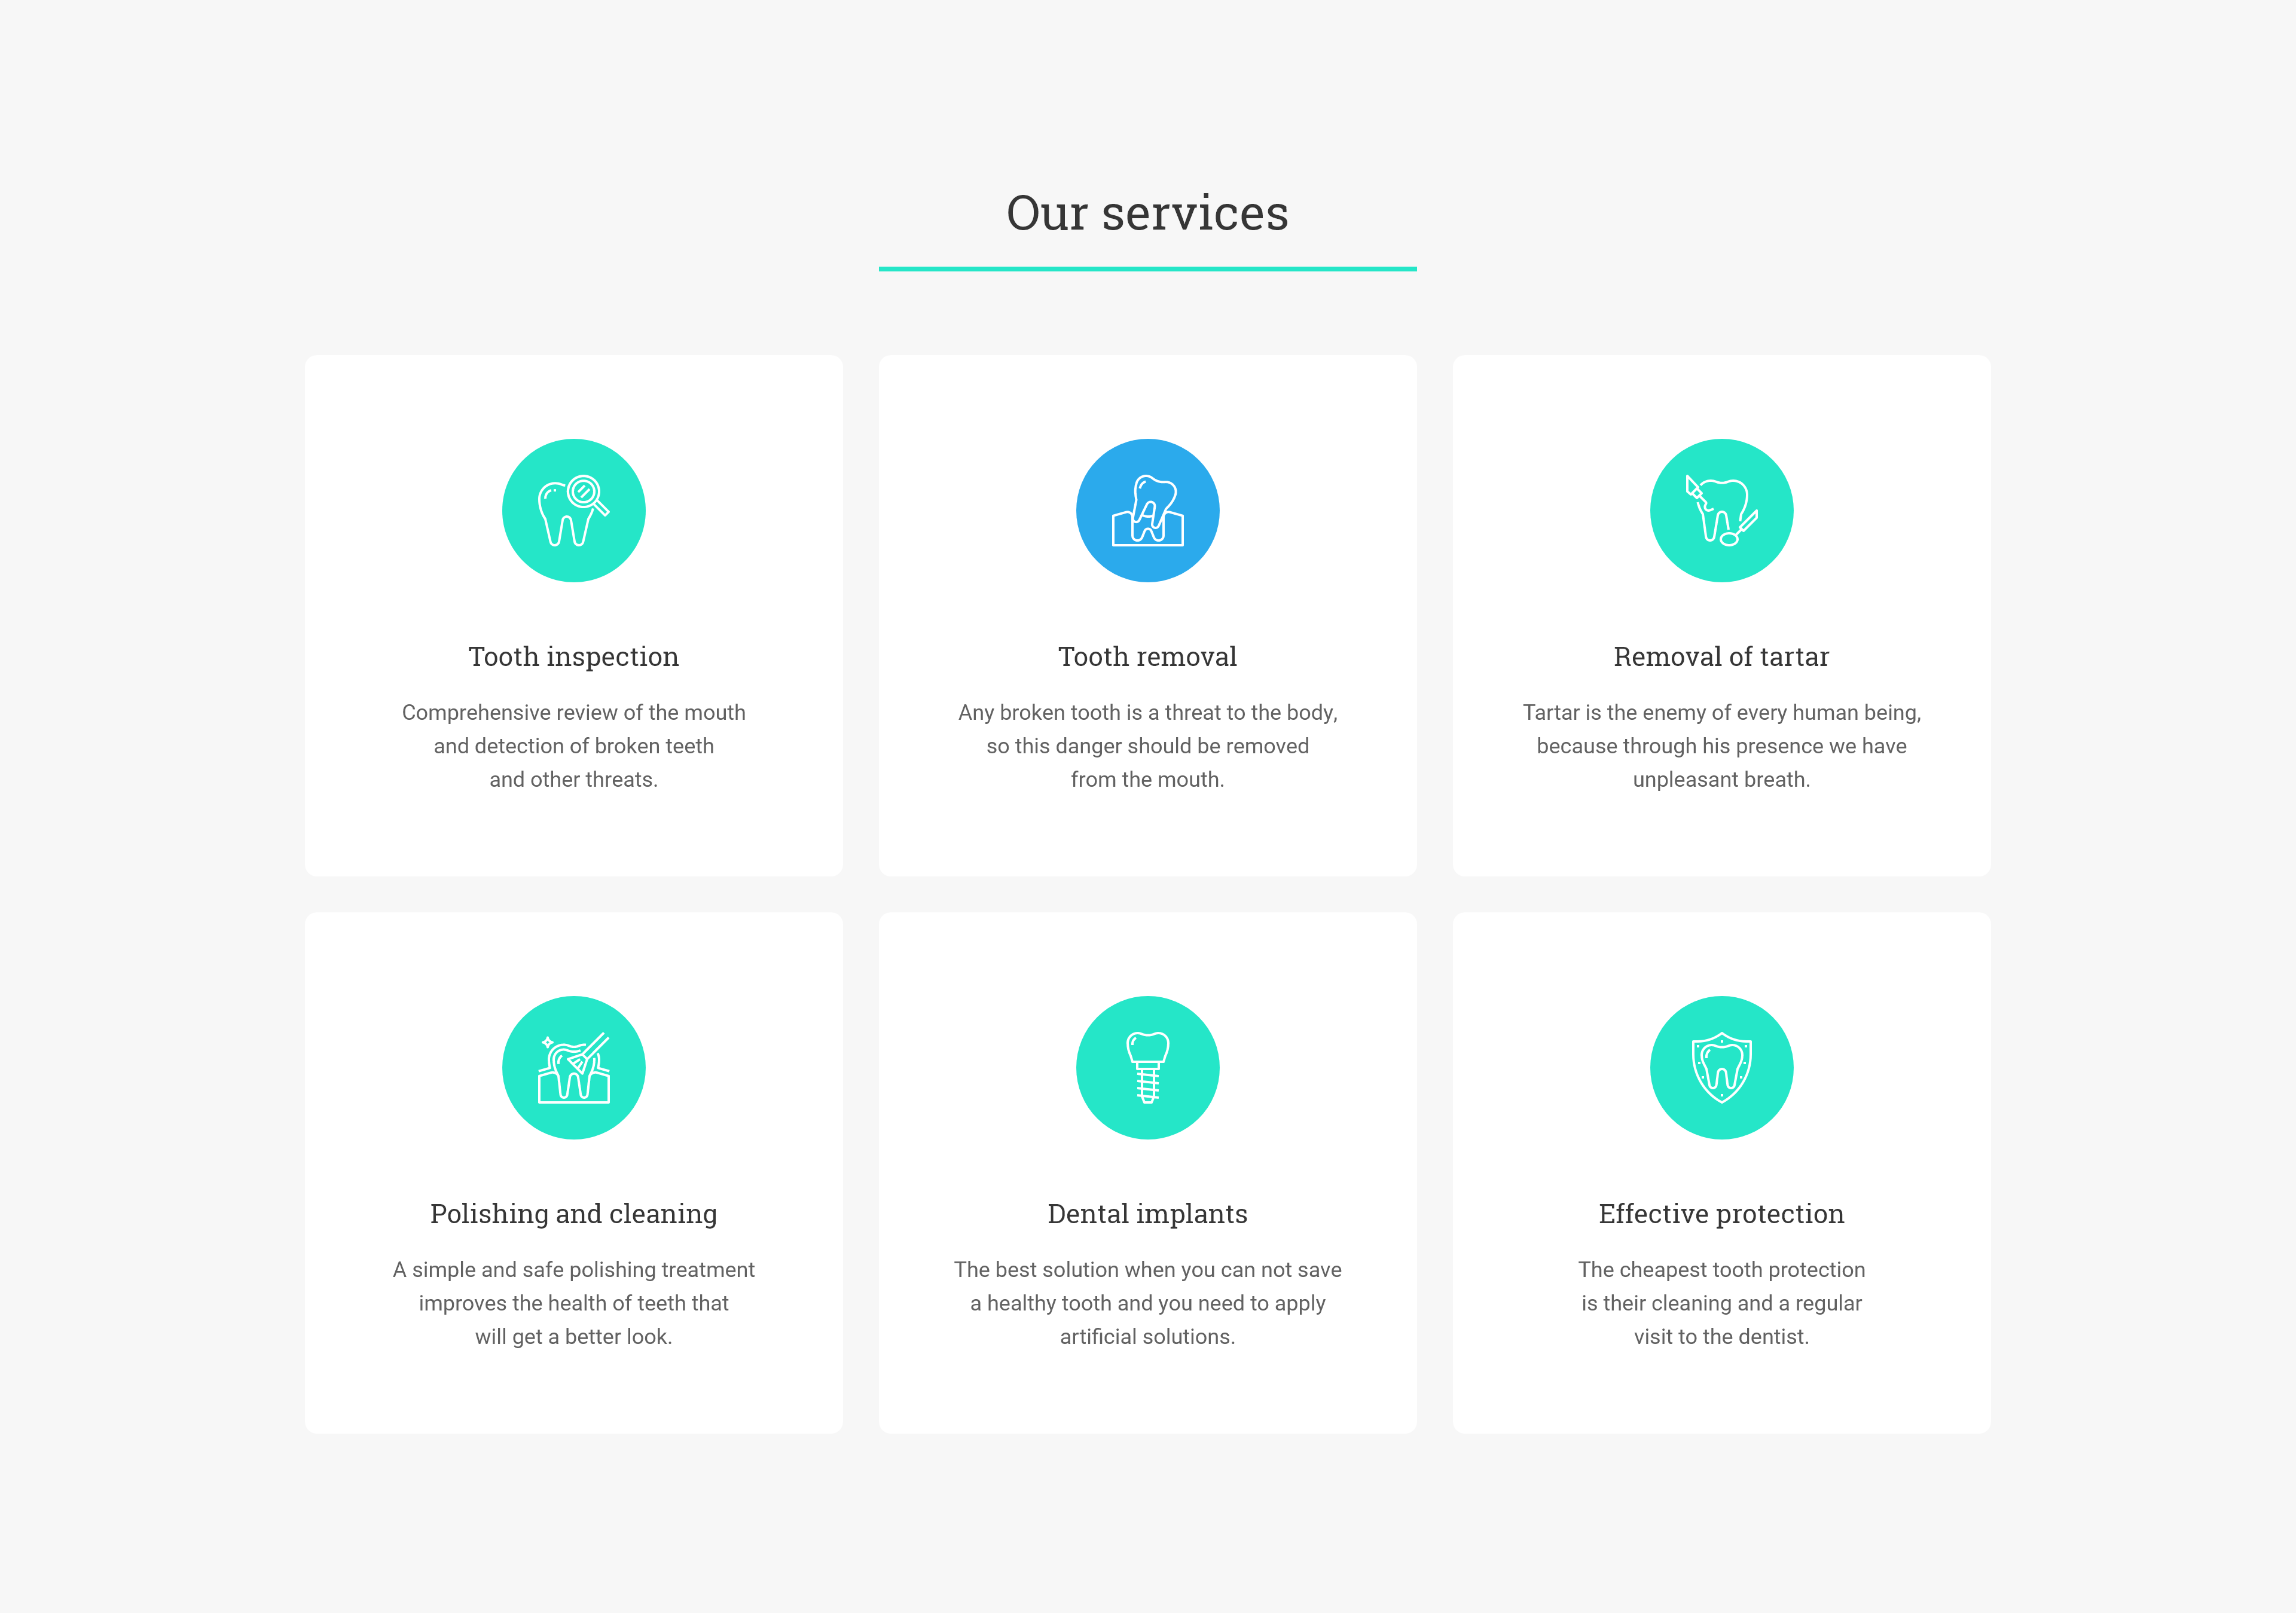 Our services
Tooth inspection
Comprehensive review of the mouth
and detection of broken teeth
and other threats.
Tooth removal
Any broken tooth is a threat to the body,
so this danger should be removed
from the mouth.
Removal of tartar
Tartar is the enemy of every human being,
because through his presence we have
unpleasant breath.
Polishing and cleaning
A simple and safe polishing treatment
improves the health of teeth that
will get a better look.
Dental implants
The best solution when you can not save
a healthy tooth and you need to apply
artificial solutions.
Effective protection
The cheapest tooth protection
is their cleaning and a regular
visit to the dentist.